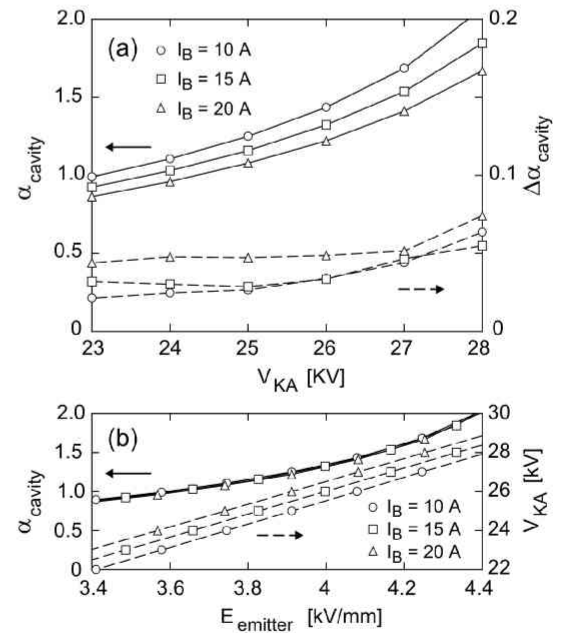 (a)
I_B = 10 A
I_B = 15 A
I_B = 20 A
2.0
1.5
1.0
0.5
0
α_cavity
0.2
0.1
0
Δα_cavity
23 24 25 26 27 28
V_KA [KV]
(b)
2.0
1.5
1.0
0.5
0
α_cavity
30
28
26
24
22
V_KA [kV]
I_B = 10 A
I_B = 15 A
I_B = 20 A
3.4 3.6 3.8 4 4.2 4.4
E_emitter [kV/mm]